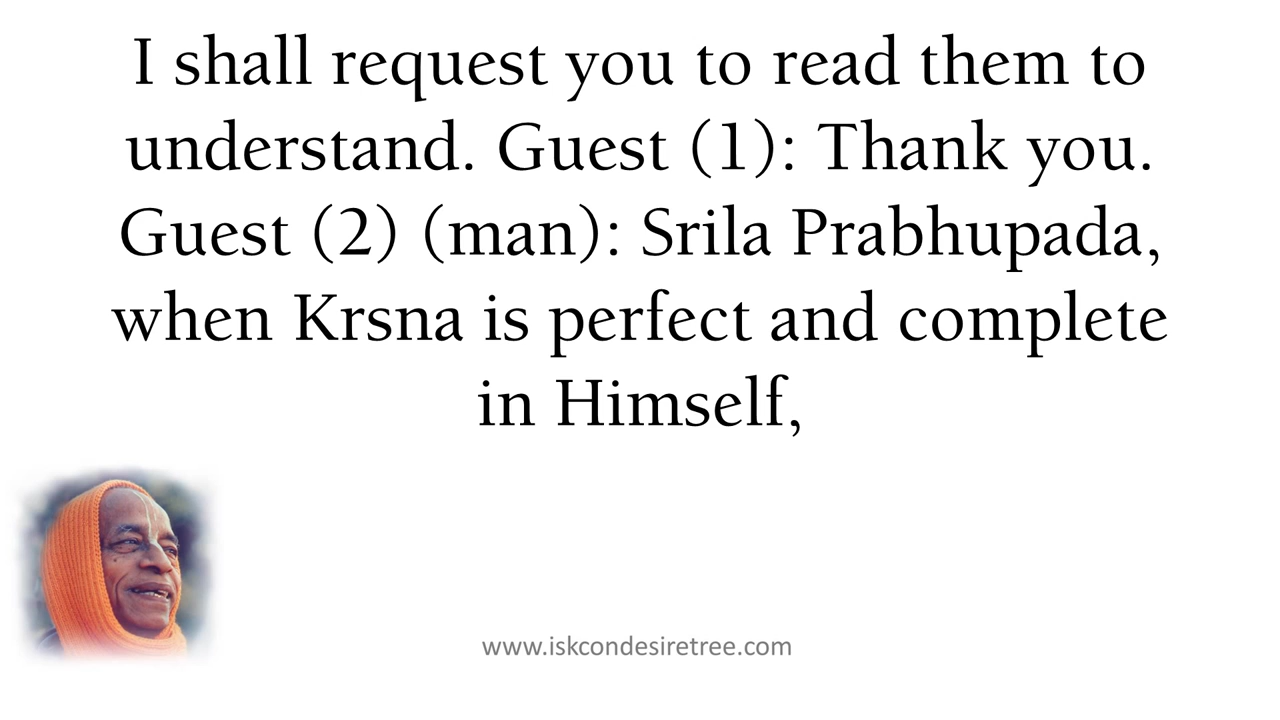 I shall request you to read them to
understand. Guest (1): Thank you.
Guest (2) (man): Srila Prabhupada,
when Krsna is perfect and complete
in Himself,
www.iskcondesiretree.com